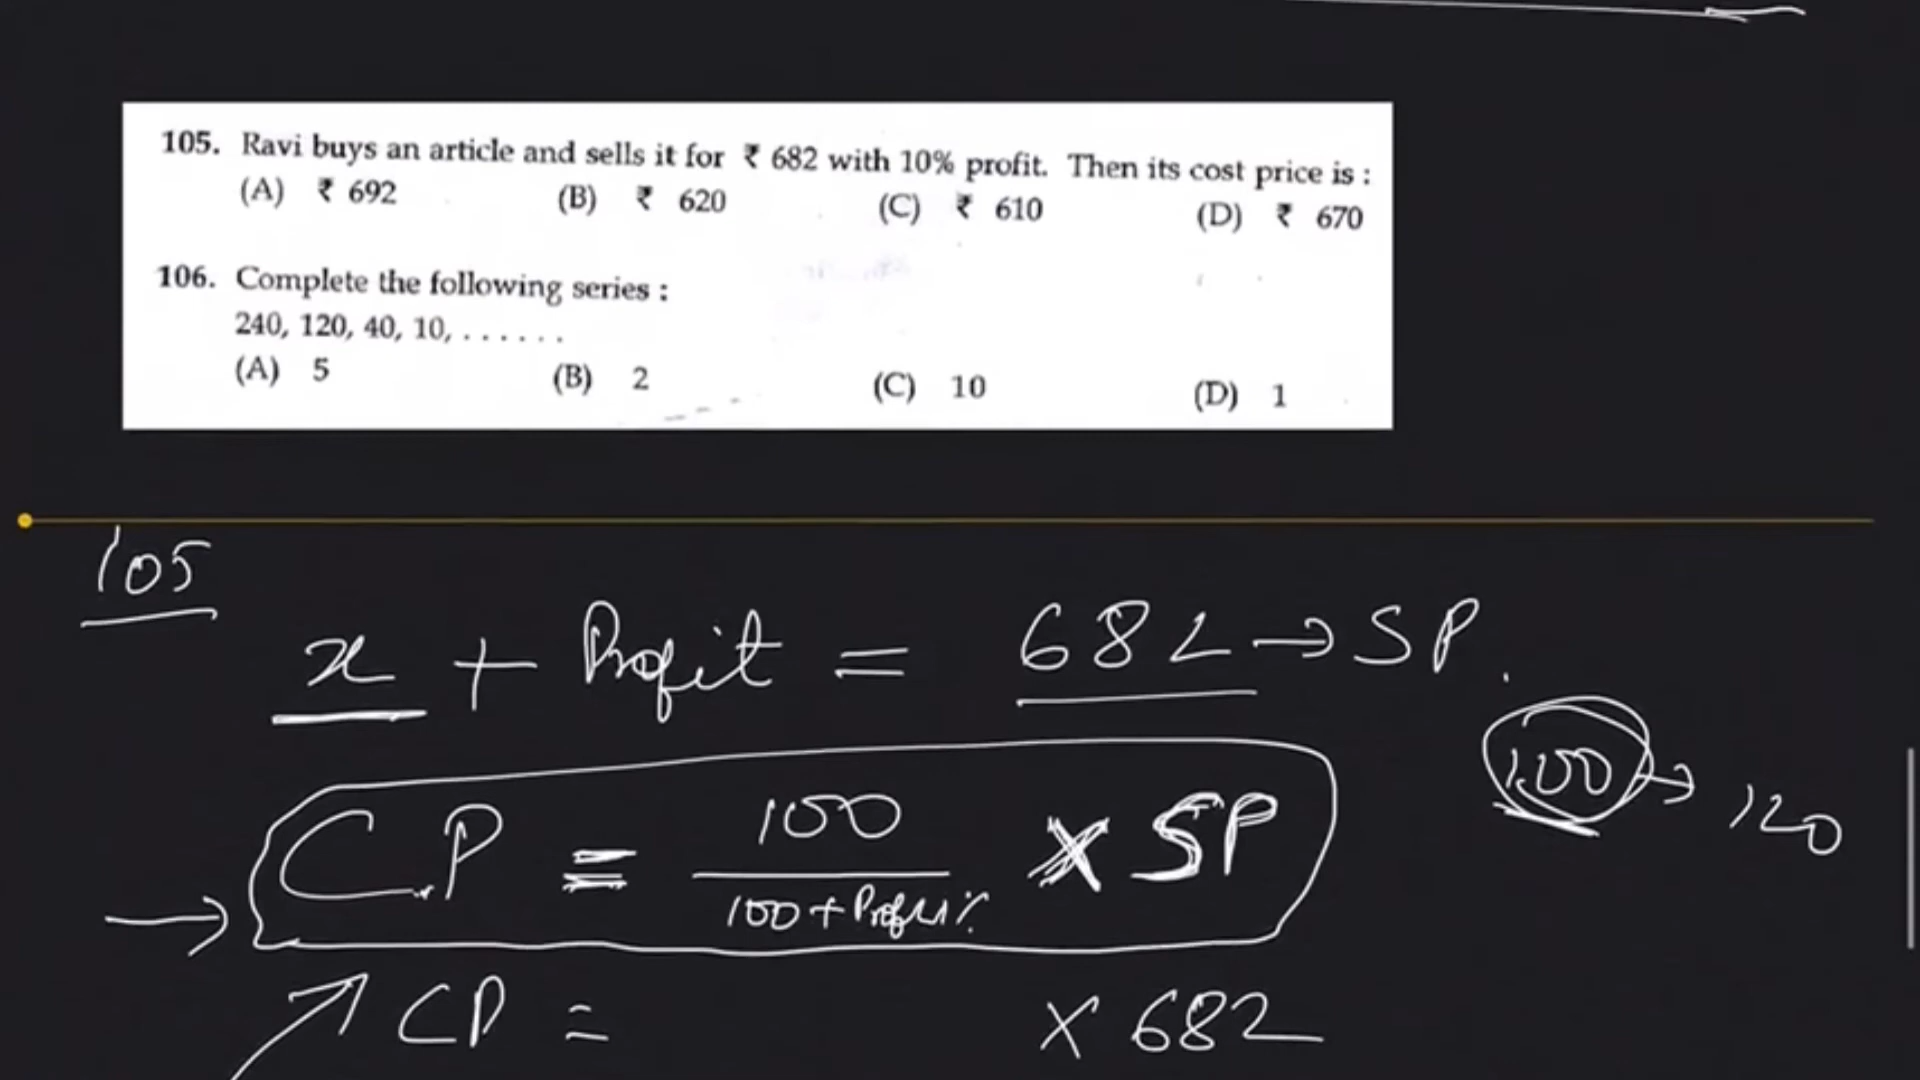 105. Ravi buys an article and sells it for ₹ 682 with 10% profit. Then its cost price is :
(A) ₹ 692 (B) ₹ 620 (C) ₹ 610 (D) ₹ 670
106. Complete the following series :
240, 120, 40, 10, . . . . . .
(A) 5 (B) 2 (C) 10 (D) 1
105
x + Profit = 682 → SP.
100 → 120
C.P = 100 / 100 + Profit % × SP
CP = × 682